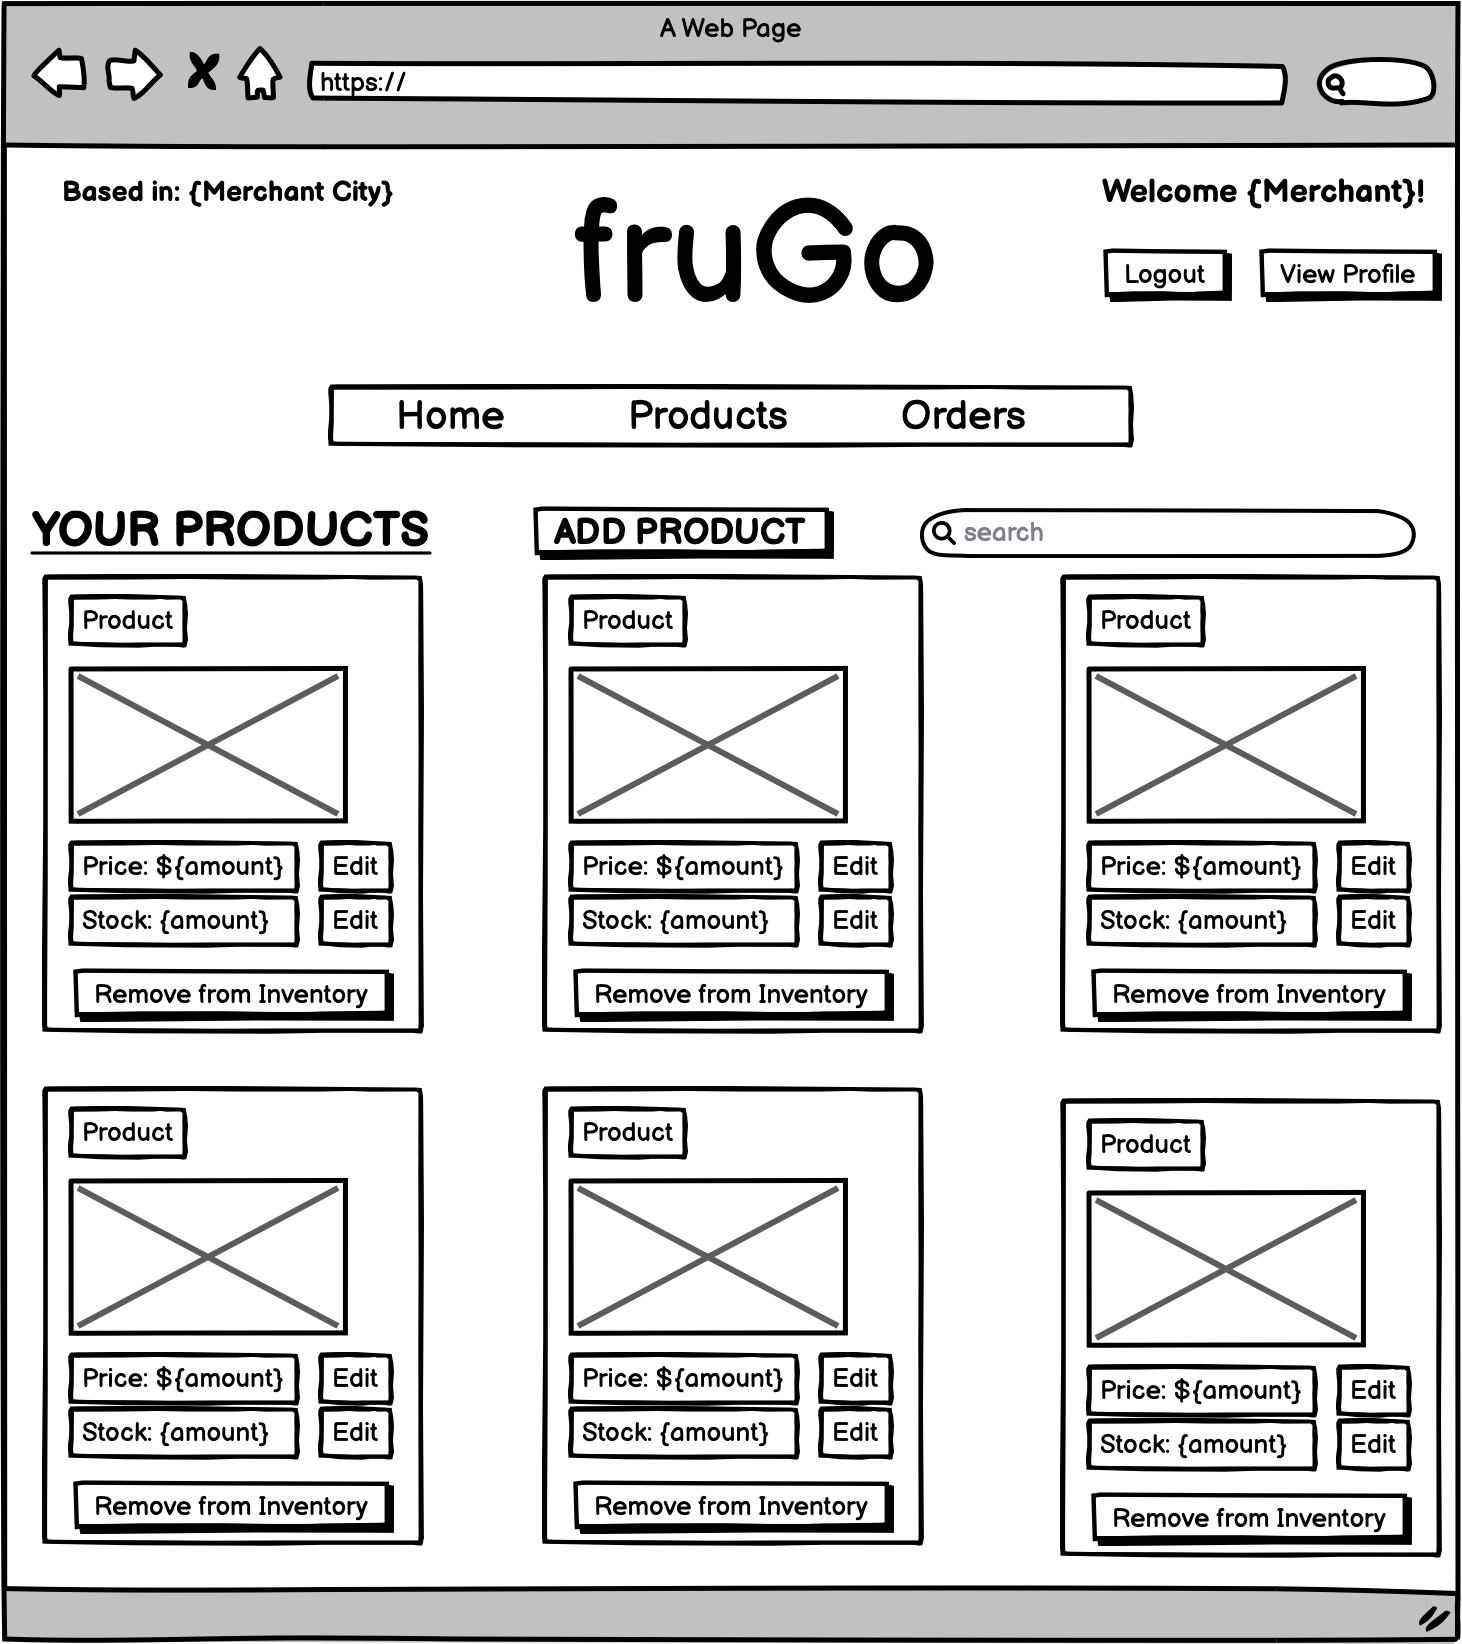 A Web Page
https://
Based in: {Merchant City}
Welcome {Merchant}!
fruGo
Logout
View Profile
Home
Products
Orders
YOUR PRODUCTS
ADD PRODUCT
search
Product
Price: ${amount}
Edit
Stock: {amount}
Edit
Remove from Inventory
Product
Price: ${amount}
Edit
Stock: {amount}
Edit
Remove from Inventory
Product
Price: ${amount}
Edit
Stock: {amount}
Edit
Remove from Inventory
Product
Price: ${amount}
Edit
Stock: {amount}
Edit
Remove from Inventory
Product
Price: ${amount}
Edit
Stock: {amount}
Edit
Remove from Inventory
Product
Price: ${amount}
Edit
Stock: {amount}
Edit
Remove from Inventory